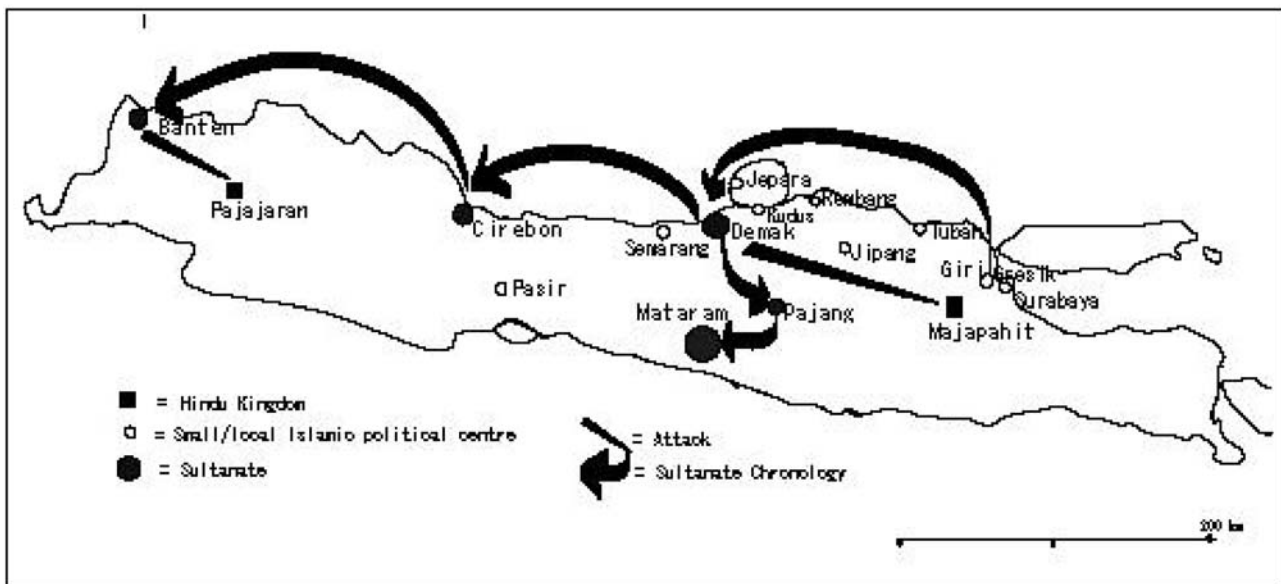 Banten
Pajajaran
Cirebon
Semarang
Demak
Jepara
Kudus
Rembang
Tuban
Jipang
Giri Gresik
Surabaya
Majapahit
Pasir
Mataram
Pajang
= Hindu Kingdom
= Small/local Islamic political centre
= Sultanate
= Attack
= Sultanate Chronology
200 km